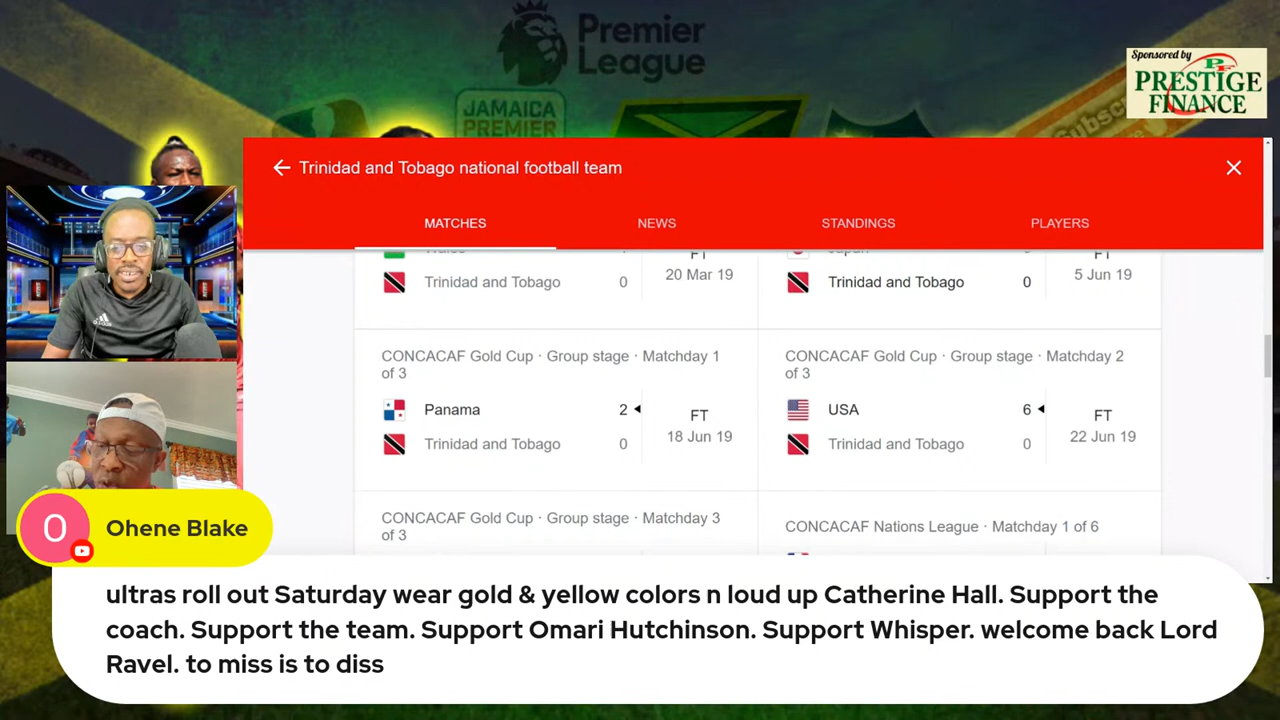 Premier
League
Sponsored by
PF
PRESTIGE
FINANCE
JAMAICA
PREMIER
Trinidad and Tobago national football team
MATCHES
NEWS
STANDINGS
PLAYERS
FT
Trinidad and Tobago 0
20 Mar 19
FT
Trinidad and Tobago 0
5 Jun 19
CONCACAF Gold Cup · Group stage · Matchday 1
of 3
Panama 2
Trinidad and Tobago 0
FT
18 Jun 19
CONCACAF Gold Cup · Group stage · Matchday 2
of 3
USA 6
Trinidad and Tobago 0
FT
22 Jun 19
CONCACAF Gold Cup · Group stage · Matchday 3
of 3
CONCACAF Nations League · Matchday 1 of 6
O
Ohene Blake
ultras roll out Saturday wear gold & yellow colors n loud up Catherine Hall. Support the
coach. Support the team. Support Omari Hutchinson. Support Whisper. welcome back Lord
Ravel. to miss is to diss